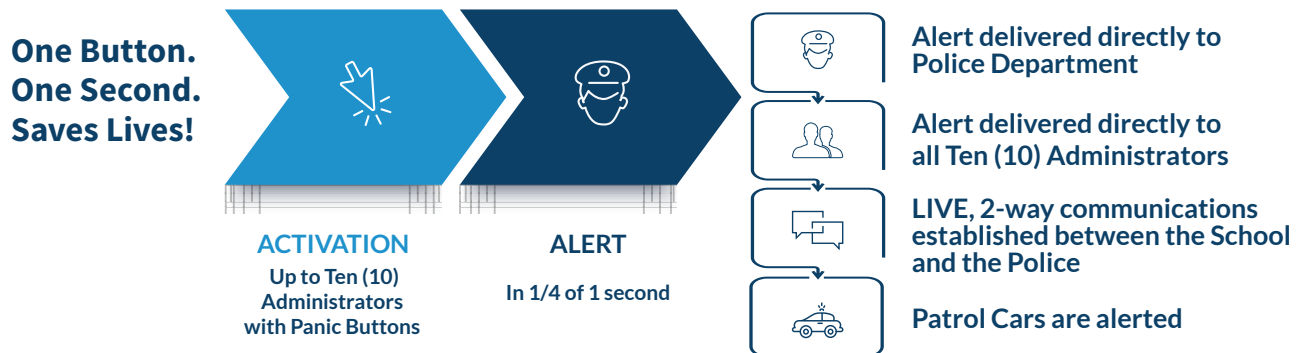 One Button.
One Second.
Saves Lives!
ACTIVATION
Up to Ten (10)
Administrators
with Panic Buttons
ALERT
In 1/4 of 1 second
Alert delivered directly to
Police Department
Alert delivered directly to
all Ten (10) Administrators
LIVE, 2-way communications
established between the School
and the Police
Patrol Cars are alerted